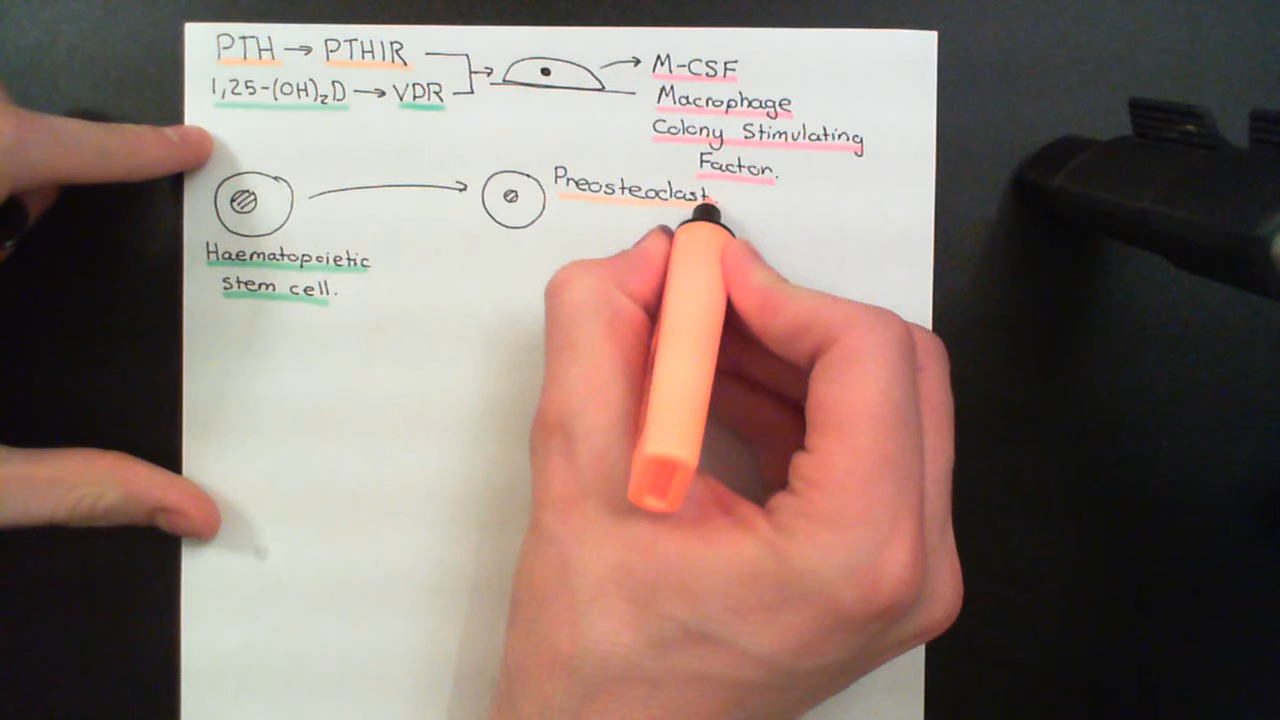 PTH → PTH1R
1,25-(OH)₂D → VDR
M-CSF
Macrophage
Colony Stimulating
Factor.
Preosteoclast.
Haematopoietic
stem cell.